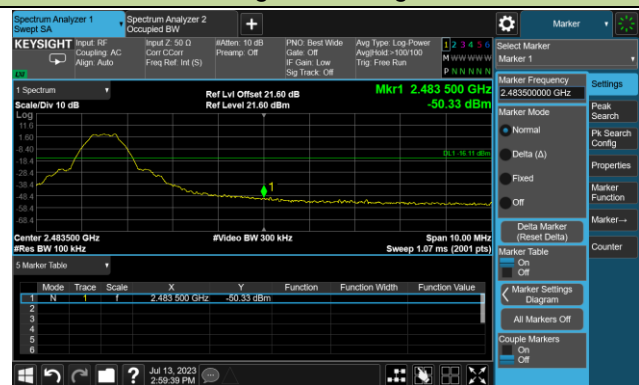 Spectrum Analyzer 1
Swept SA
Spectrum Analyzer 2
Occupied BW
Marker
KEYSIGHT
Input: RF
Coupling: AC
Align: Auto
Input Z: 50 Ω
Corr CCorr
Freq Ref: Int (S)
#Atten: 10 dB
Preamp: Off
PNO: Best Wide
Gate: Off
IF Gain: Low
Sig Track: Off
Avg Type: Log-Power
Avg|Hold:>100/100
Trig: Free Run
1 2 3 4 5 6
M W W W W W
P N N N N N
LW
Select Marker
Marker 1
1 Spectrum
Scale/Div 10 dB
Log
Ref Lvl Offset 21.60 dB
Ref Level 21.60 dBm
Mkr1 2.483 500 GHz
-50.33 dBm
11.6
1.60
-8.40
-18.4
-28.4
-38.4
-48.4
-58.4
-68.4
DL1 -16.11 dBm
1
Center 2.483500 GHz
#Res BW 100 kHz
#Video BW 300 kHz
Span 10.00 MHz
Sweep 1.07 ms (2001 pts)
5 Marker Table
Mode Trace Scale X Y Function Function Width Function Value
1 N 1 f 2.483 500 GHz -50.33 dBm
2
3
4
5
6
Marker Frequency
2.483500000 GHz
Marker Mode
Normal
Delta (Δ)
Fixed
Off
Delta Marker
(Reset Delta)
Marker Table
On
Off
Marker Settings
Diagram
All Markers Off
Couple Markers
On
Off
Settings
Peak
Search
Pk Search
Config
Properties
Marker
Function
Marker→
Counter
Jul 13, 2023
2:59:39 PM